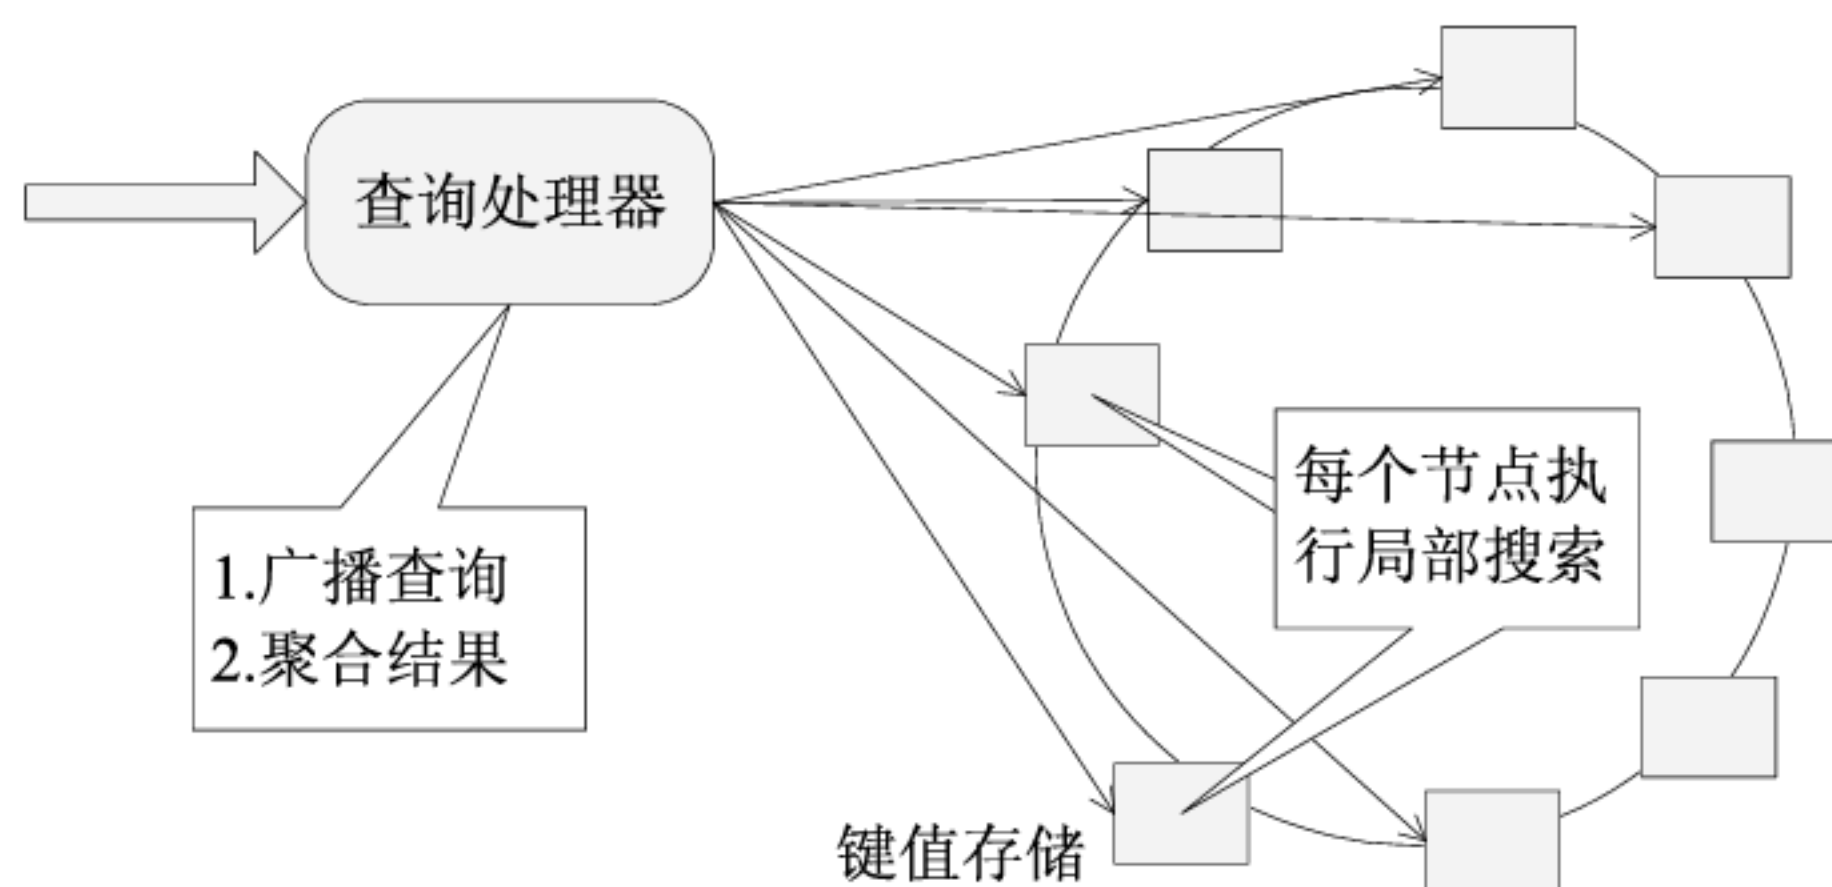 查询处理器
每个节点执
行局部搜索
1.广播查询
2.聚合结果
键值存储